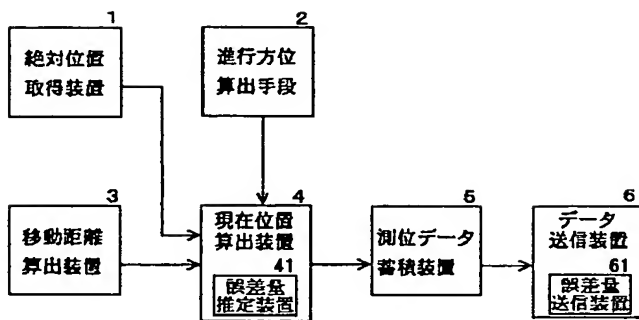 1
絶対位置
取得装置
2
進行方位
算出手段
3
移動距離
算出装置
4
現在位置
算出装置
41
誤差量
推定装置
5
測位データ
蓄積装置
6
データ
送信装置
61
誤差量
送信装置